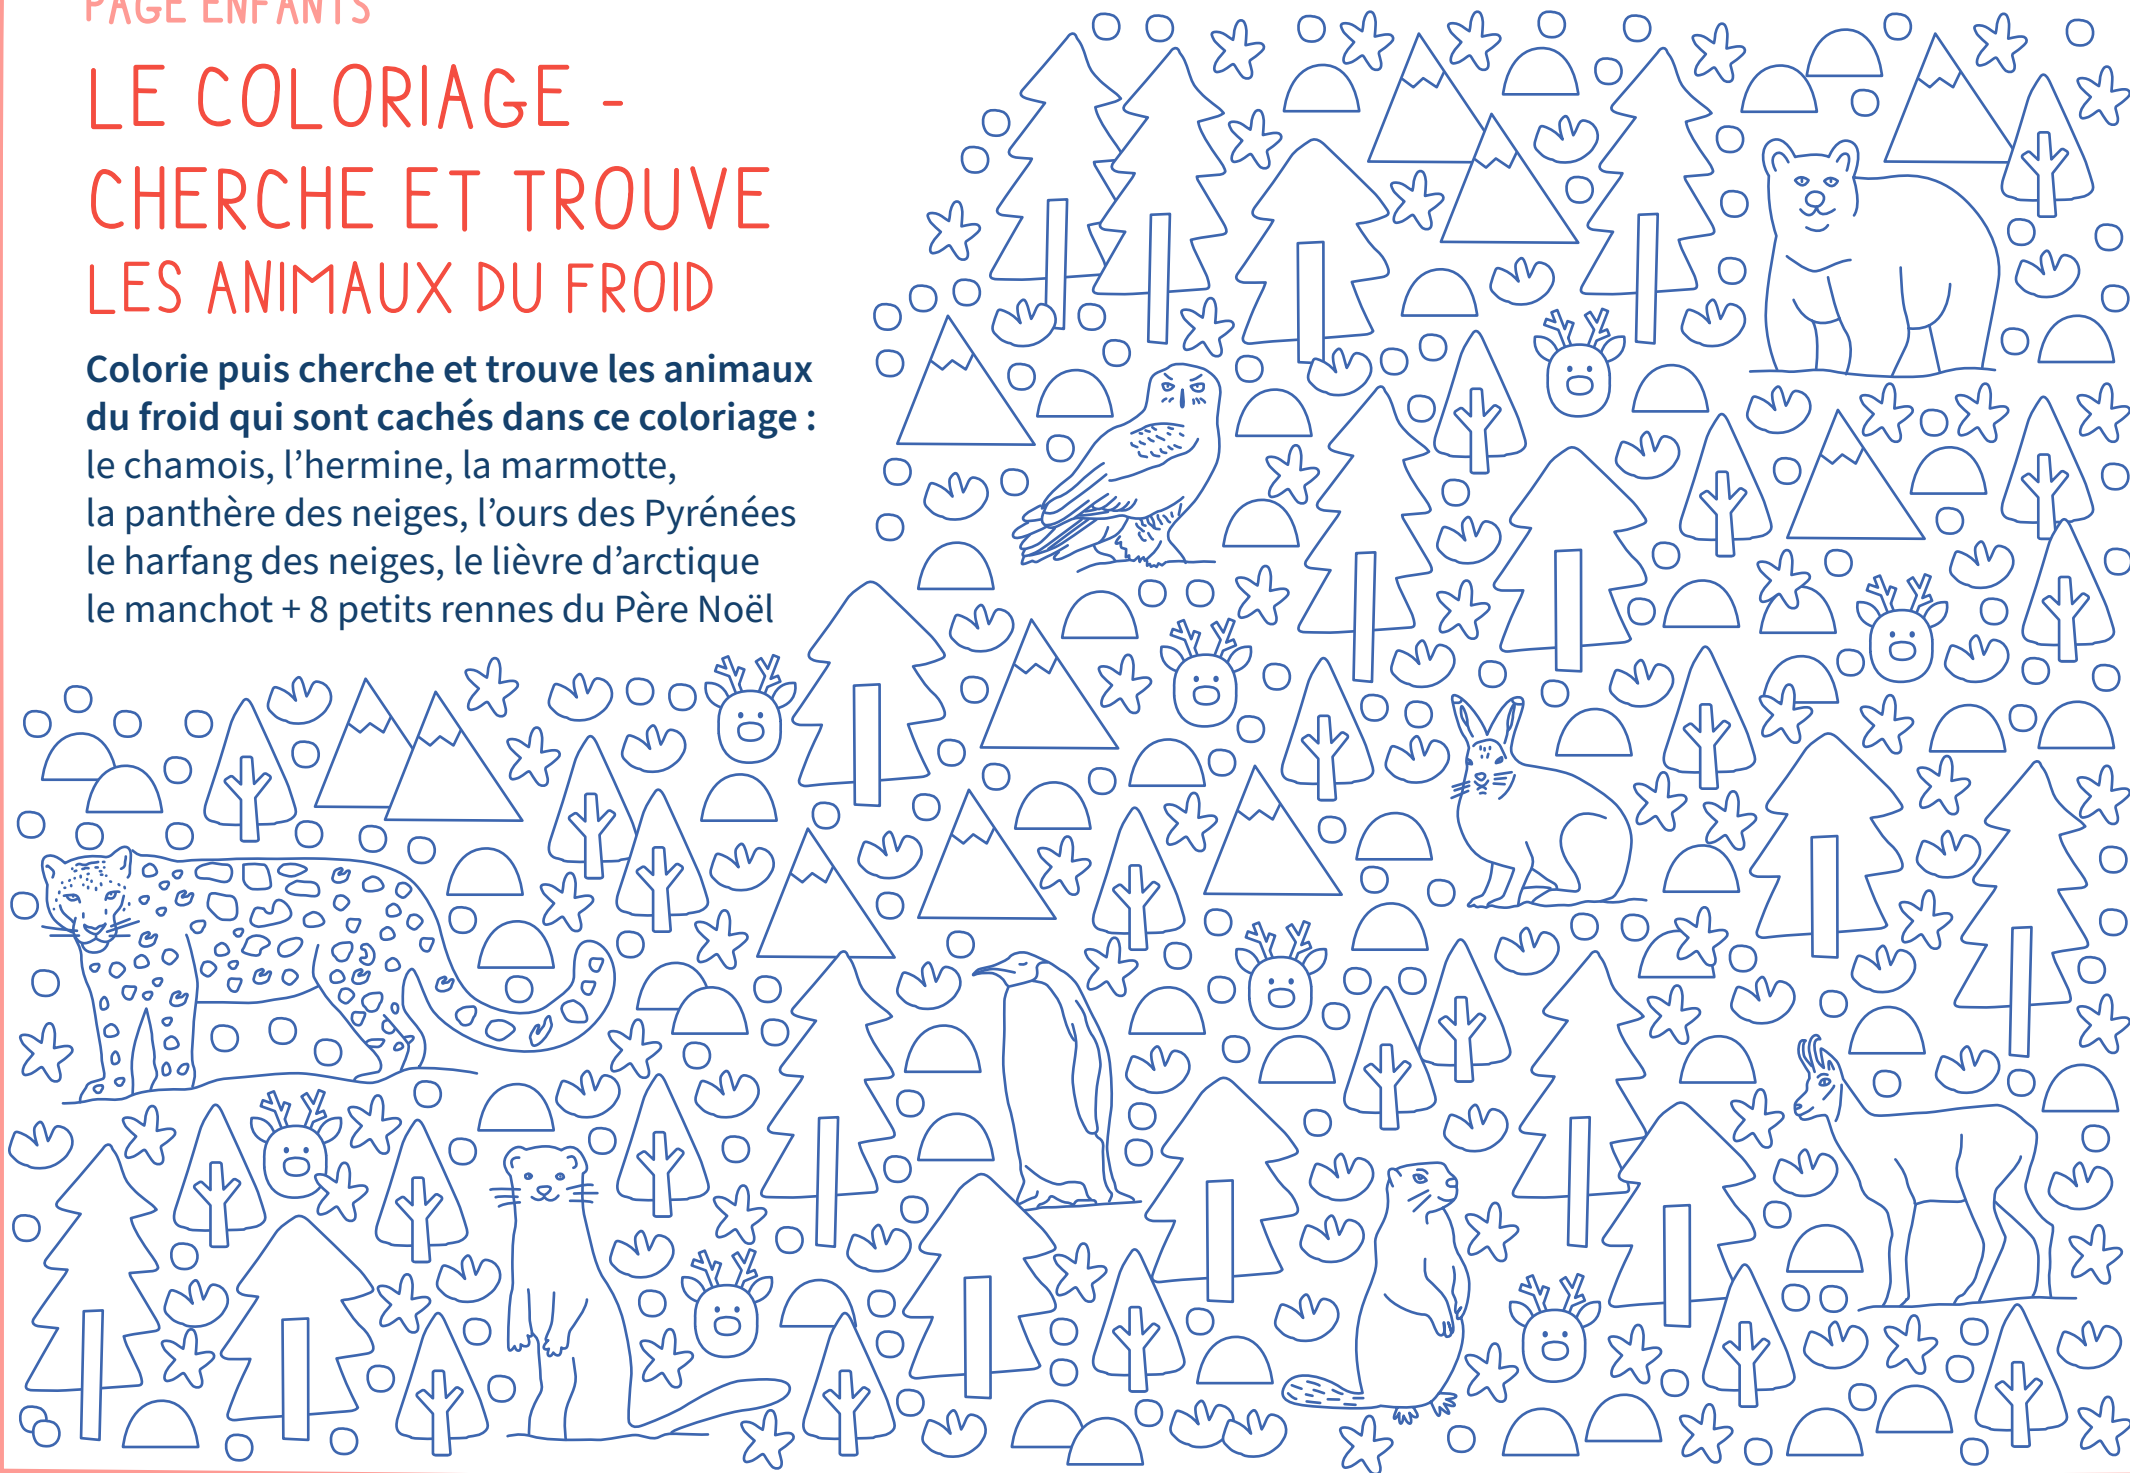 PAGE ENFANTS
LE COLORIAGE -
CHERCHE ET TROUVE
LES ANIMAUX DU FROID
Colorie puis cherche et trouve les animaux
du froid qui sont cachés dans ce coloriage :
le chamois, l’hermine, la marmotte,
la panthère des neiges, l’ours des Pyrénées
le harfang des neiges, le lièvre d’arctique
le manchot + 8 petits rennes du Père Noël